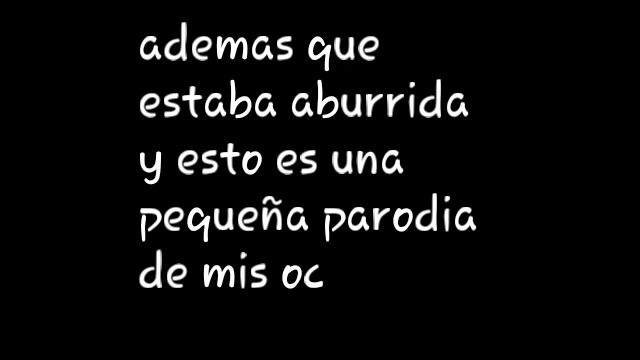 ademas que
estaba aburrida
y esto es una
pequeña parodia
de mis oc